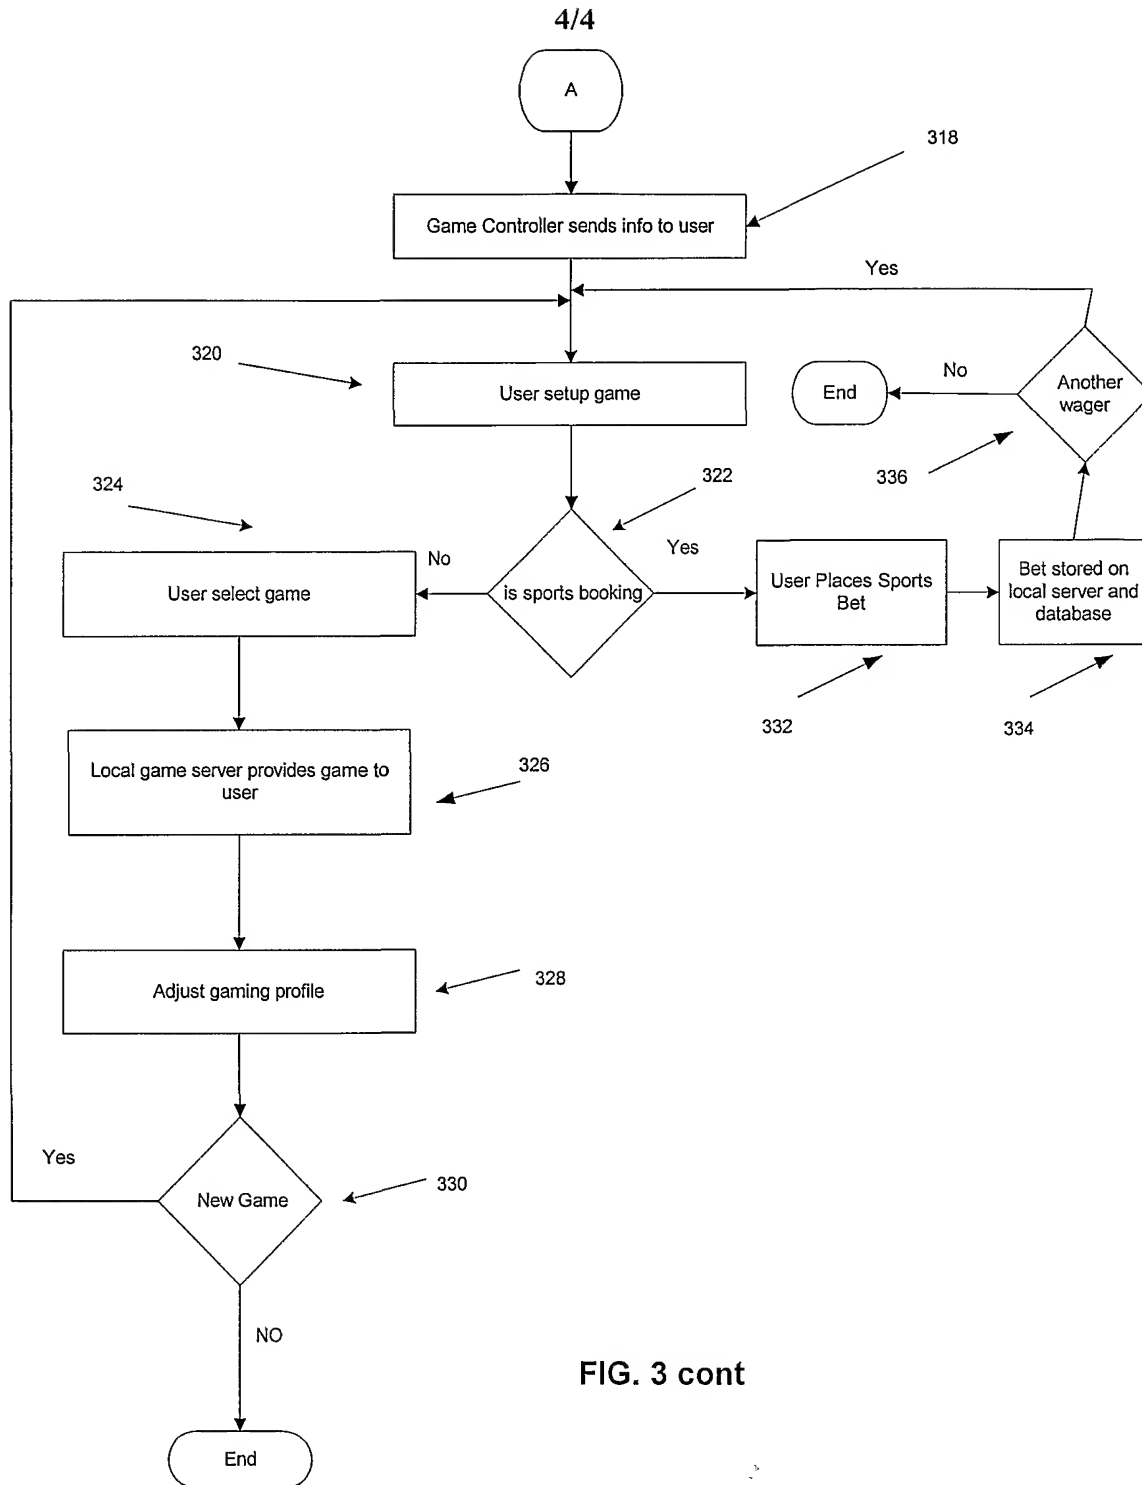 4/4
A
318
Game Controller sends info to user
Yes
320
User setup game
End
No
Another
wager
336
324
322
No
Yes
User select game
is sports booking
User Places Sports
Bet
Bet stored on
local server and
database
332
334
Local game server provides game to
user
326
Adjust gaming profile
328
Yes
New Game
330
NO
FIG. 3 cont
End